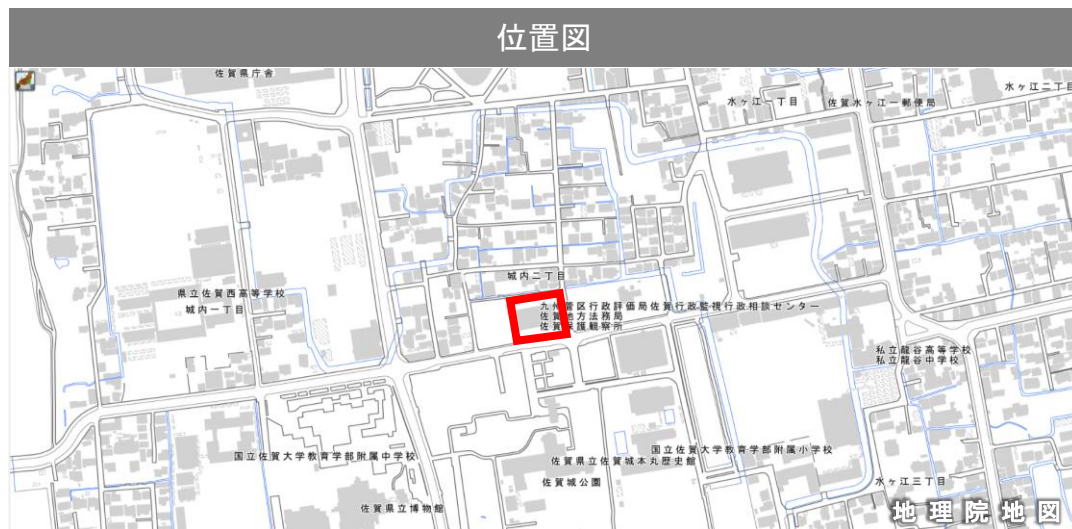 位置図
佐賀県庁舎
水ヶ江一丁目
佐賀水ヶ江一郵便局
水ヶ江二丁目
城内二丁目
県立佐賀西高等学校
城内一丁目
九州管区行政評価局佐賀行政監視行政相談センター
佐賀地方法務局
佐賀保護観察所
私立龍谷高等学校
私立龍谷中学校
国立佐賀大学教育学部附属中学校
国立佐賀大学教育学部附属小学校
佐賀県立佐賀城本丸歴史館
佐賀城公園
水ヶ江三丁目
佐賀県立博物館
地理院地図